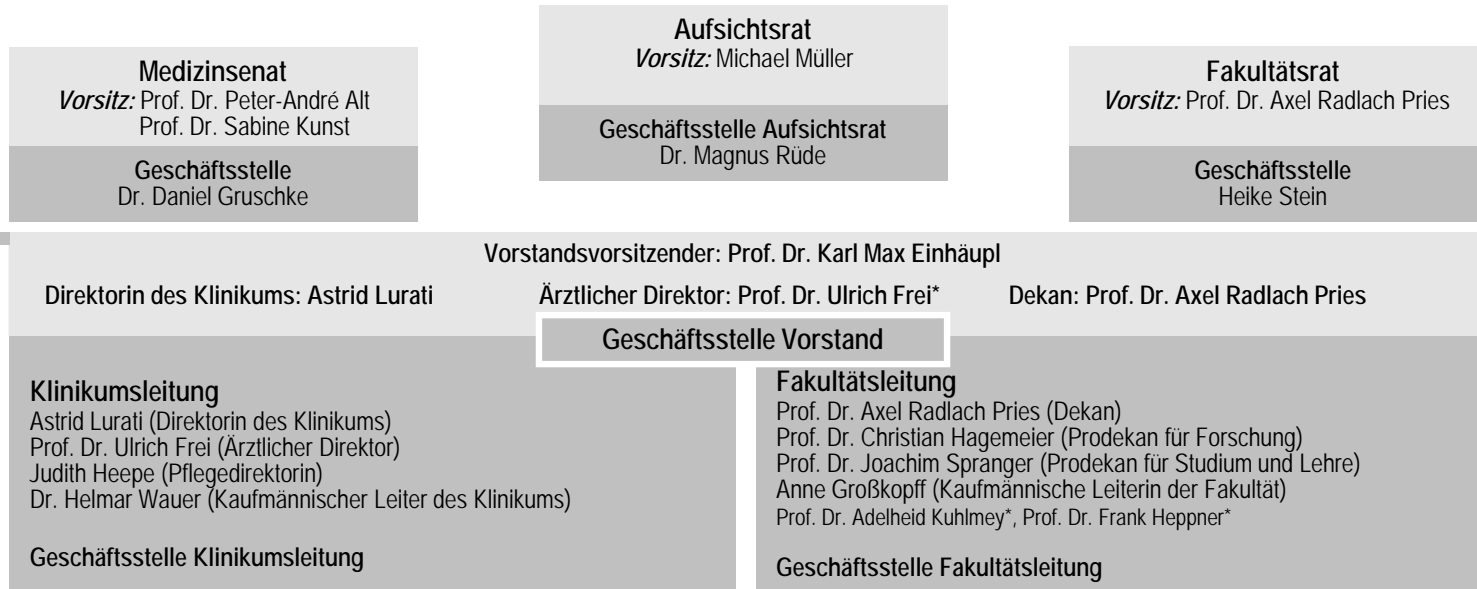 Medizinsenat
Vorsitz: Prof. Dr. Peter-André Alt
Prof. Dr. Sabine Kunst
Geschäftsstelle
Dr. Daniel Gruschke
Aufsichtsrat
Vorsitz: Michael Müller
Geschäftsstelle Aufsichtsrat
Dr. Magnus Rüde
Fakultätsrat
Vorsitz: Prof. Dr. Axel Radlach Pries
Geschäftsstelle
Heike Stein
Vorstandsvorsitzender: Prof. Dr. Karl Max Einhäupl
Direktorin des Klinikums: Astrid Lurati
Ärztlicher Direktor: Prof. Dr. Ulrich Frei*
Dekan: Prof. Dr. Axel Radlach Pries
Geschäftsstelle Vorstand
Klinikumsleitung
Astrid Lurati (Direktorin des Klinikums)
Prof. Dr. Ulrich Frei (Ärztlicher Direktor)
Judith Heepe (Pflegedirektorin)
Dr. Helmar Wauer (Kaufmännischer Leiter des Klinikums)
Geschäftsstelle Klinikumsleitung
Fakultätsleitung
Prof. Dr. Axel Radlach Pries (Dekan)
Prof. Dr. Christian Hagemeier (Prodekan für Forschung)
Prof. Dr. Joachim Spranger (Prodekan für Studium und Lehre)
Anne Großkopff (Kaufmännische Leiterin der Fakultät)
Prof. Dr. Adelheid Kuhlmey*, Prof. Dr. Frank Heppner*
Geschäftsstelle Fakultätsleitung